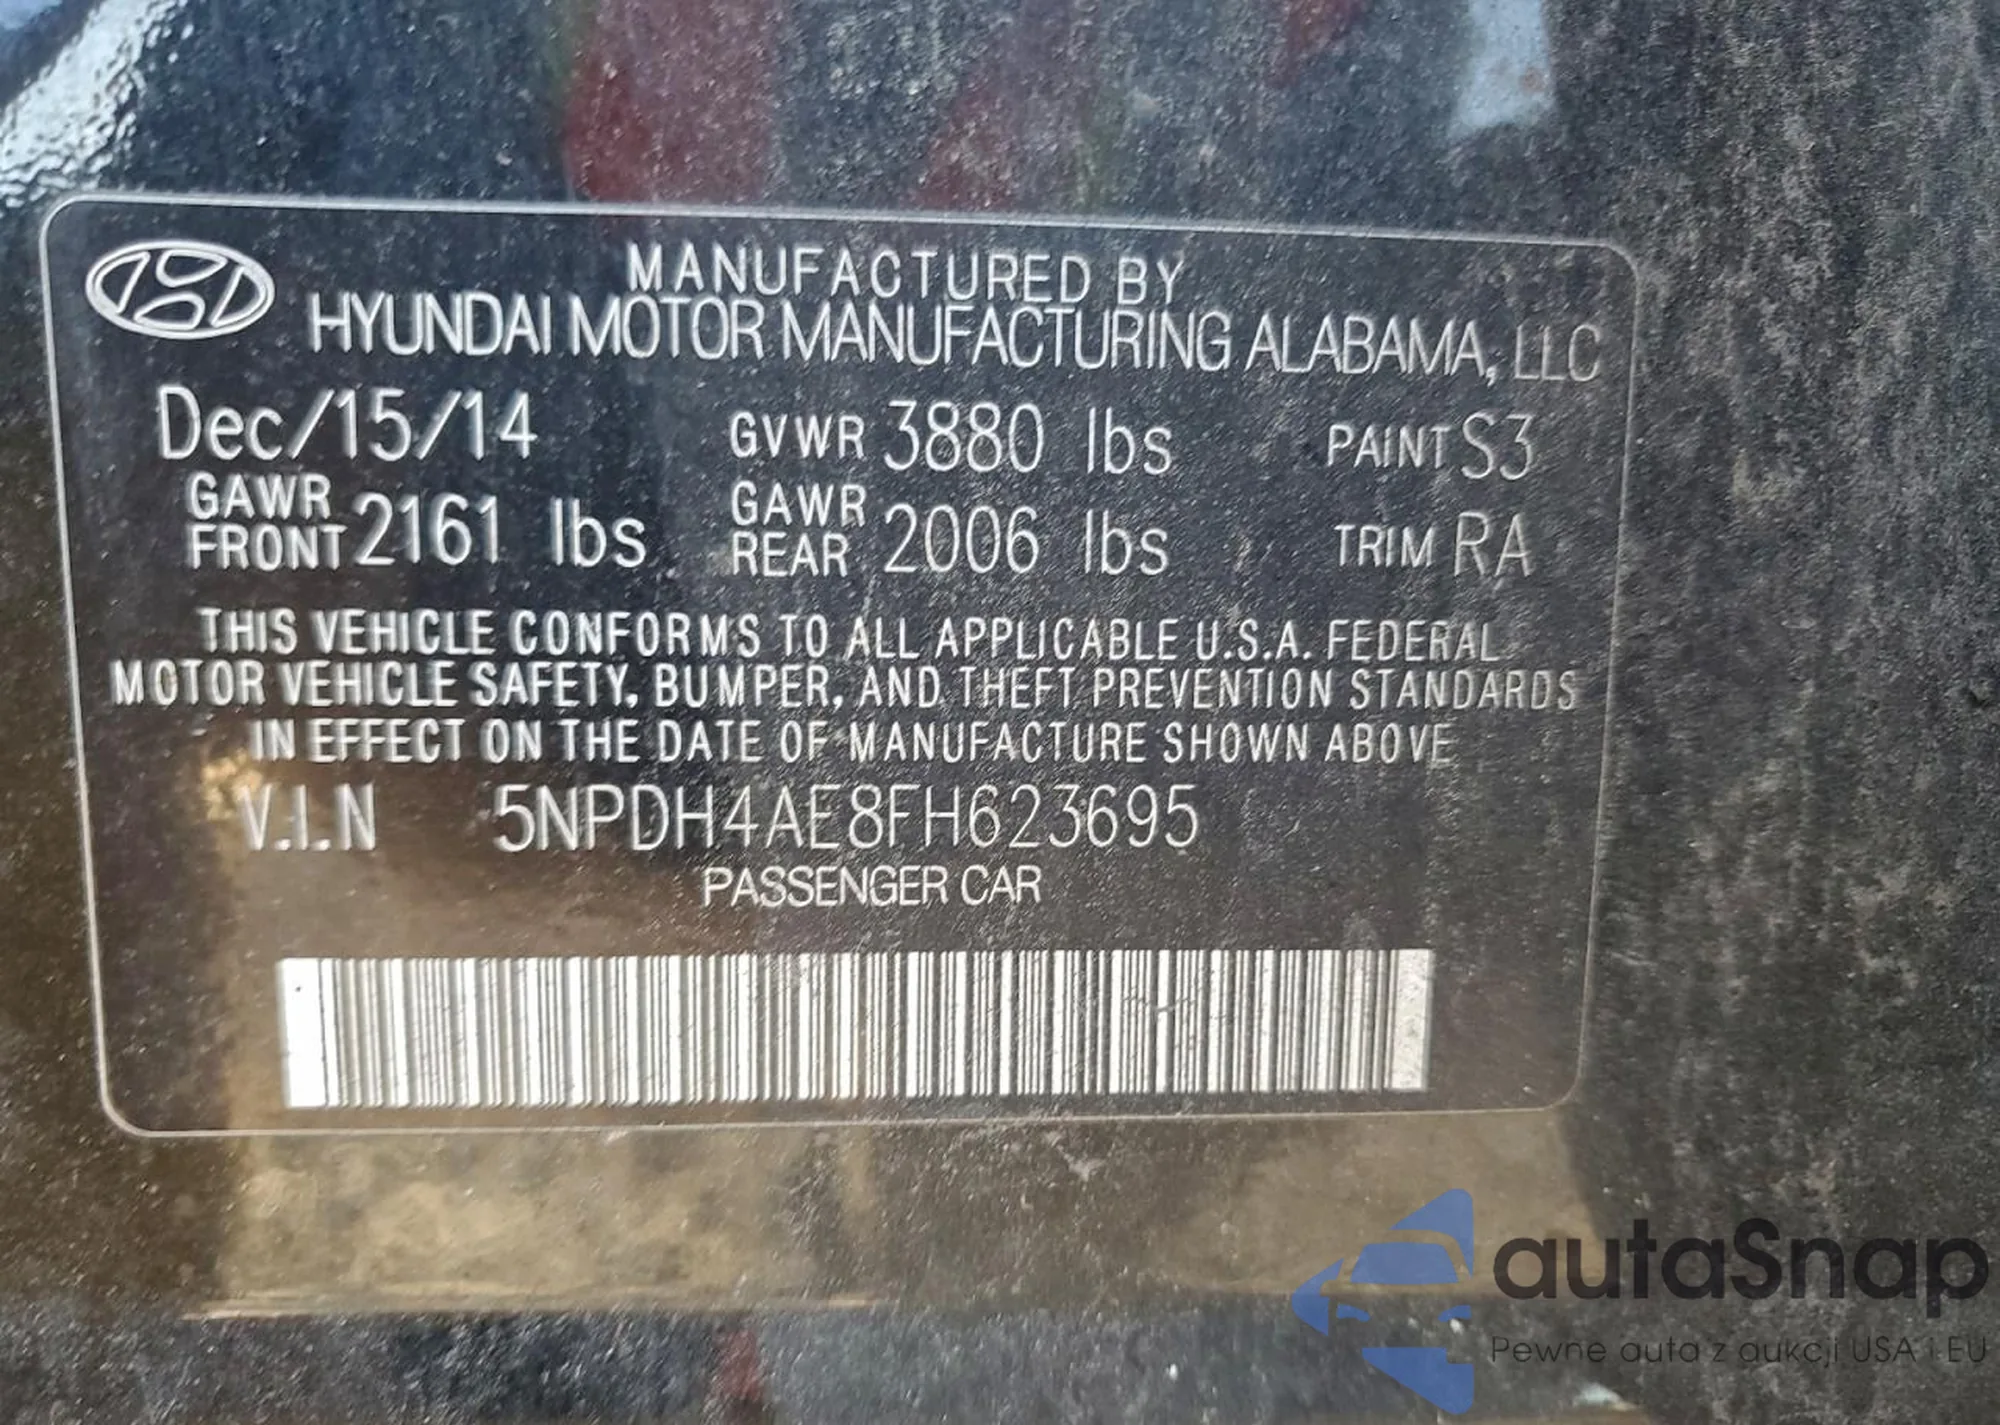 MANUFACTURED BY
HYUNDAI MOTOR MANUFACTURING ALABAMA, LLC
Dec/15/14 GVWR 3880 lbs PAINT S3
GAWR FRONT 2161 lbs GAWR REAR 2006 lbs TRIM RA
THIS VEHICLE CONFORMS TO ALL APPLICABLE U.S.A. FEDERAL
MOTOR VEHICLE SAFETY, BUMPER, AND THEFT PREVENTION STANDARDS
IN EFFECT ON THE DATE OF MANUFACTURE SHOWN ABOVE
V.I.N 5NPDH4AE8FH623695
PASSENGER CAR
autaSnap
Pewne auta z aukcji USA i EU